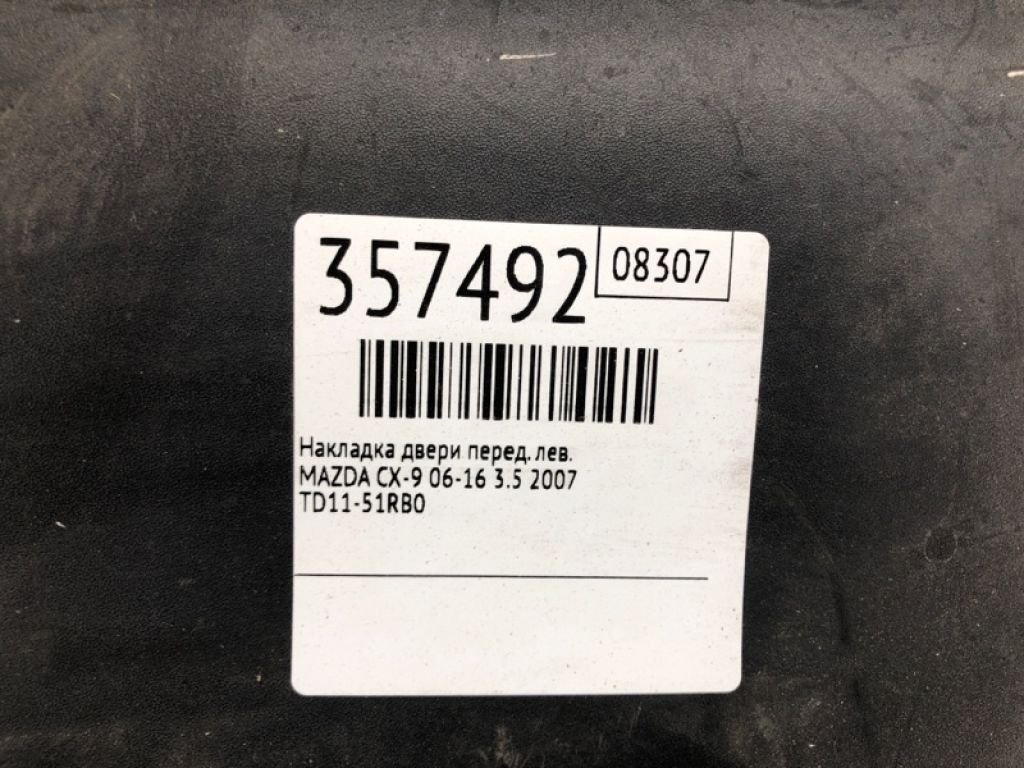 357492
08307
Накладка двери перед. лев.
MAZDA CX-9 06-16 3.5 2007
TD11-51RB0